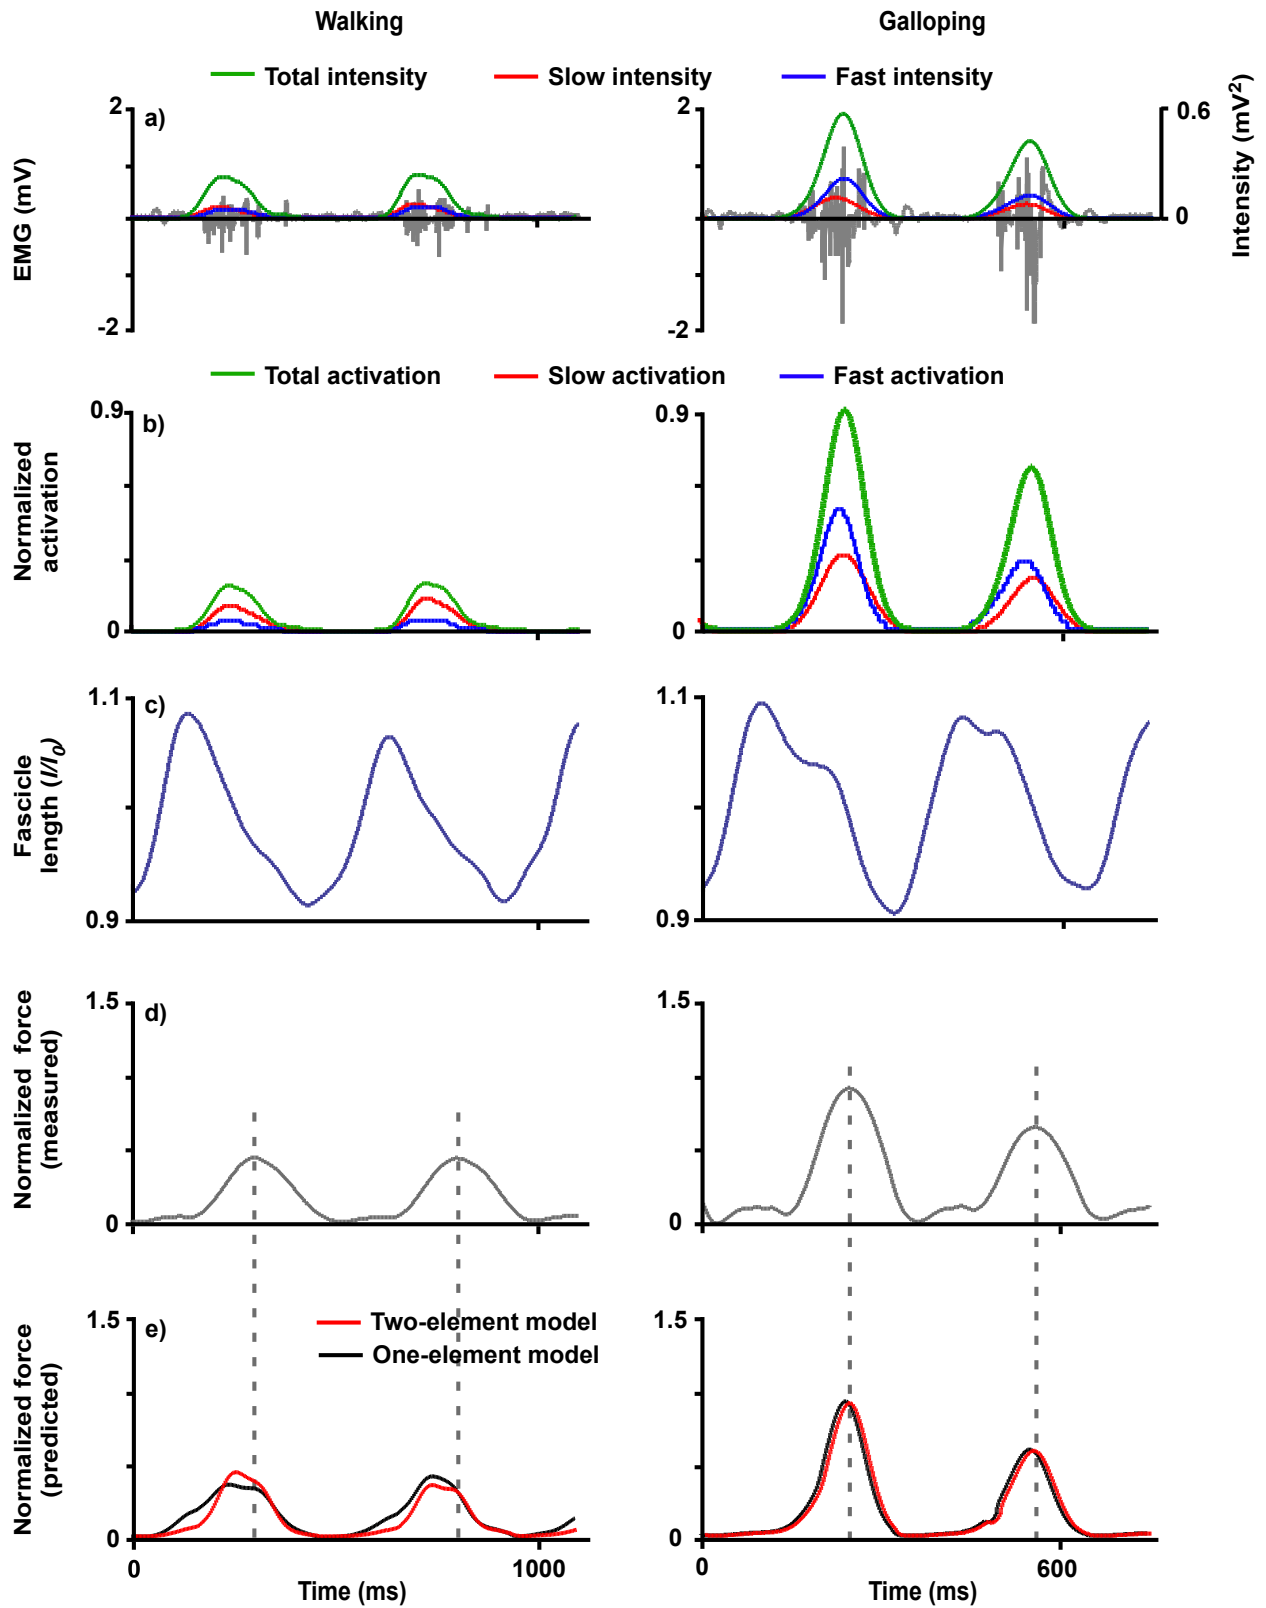 Walking
Galloping
Total intensity
Slow intensity
Fast intensity
a)
2
-2
EMG (mV)
2
-2
0.6
0
Intensity (mV²)
Total activation
Slow activation
Fast activation
b)
0.9
0
Normalized
activation
0.9
0
c)
1.1
0.9
Fascicle
length (l/l₀)
1.1
0.9
d)
1.5
0
Normalized force
(measured)
1.5
0
e)
Two-element model
One-element model
1.5
0
Normalized force
(predicted)
0
1000
Time (ms)
1.5
0
0
600
Time (ms)